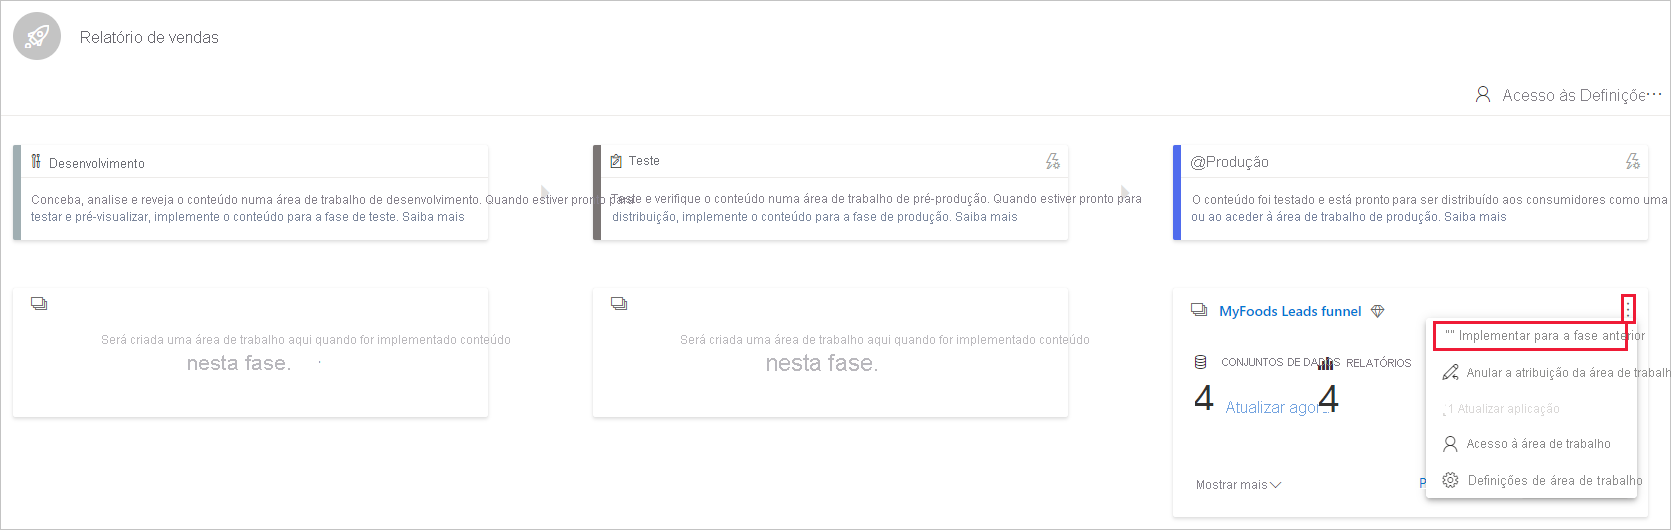 Relatório de vendas
Acesso às Definiçõe ...
Desenvolvimento
Conceba, analise e reveja o conteúdo numa área de trabalho de desenvolvimento. Quando estiver pronto para
testar e pré-visualizar, implemente o conteúdo para a fase de teste. Saiba mais
Teste
Teste e verifique o conteúdo numa área de trabalho de pré-produção. Quando estiver pronto para
distribuição, implemente o conteúdo para a fase de produção. Saiba mais
@Produção
O conteúdo foi testado e está pronto para ser distribuído aos consumidores como uma
ou ao aceder à área de trabalho de produção. Saiba mais
Será criada uma área de trabalho aqui quando for implementado conteúdo
nesta fase.
Será criada uma área de trabalho aqui quando for implementado conteúdo
nesta fase.
MyFoods Leads funnel
"" Implementar para a fase anterior
CONJUNTOS DE DADOS
RELATÓRIOS
Anular a atribuição da área de trabalh
4 Atualizar agor
4
1 Atualizar aplicação
Acesso à área de trabalho
Mostrar mais
P
Definições de área de trabalho